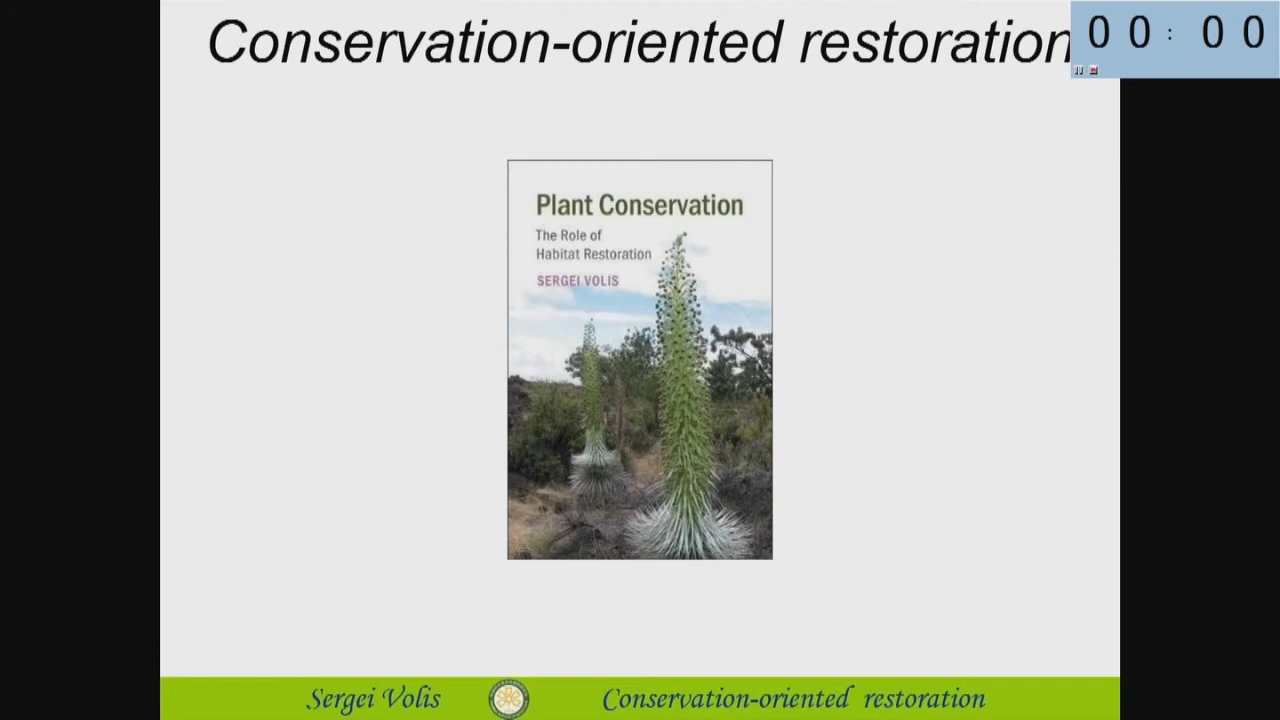 Conservation-oriented restoration
00:00
Plant Conservation
The Role of
Habitat Restoration
SERGEI VOLIS
Sergei Volis
Conservation-oriented restoration